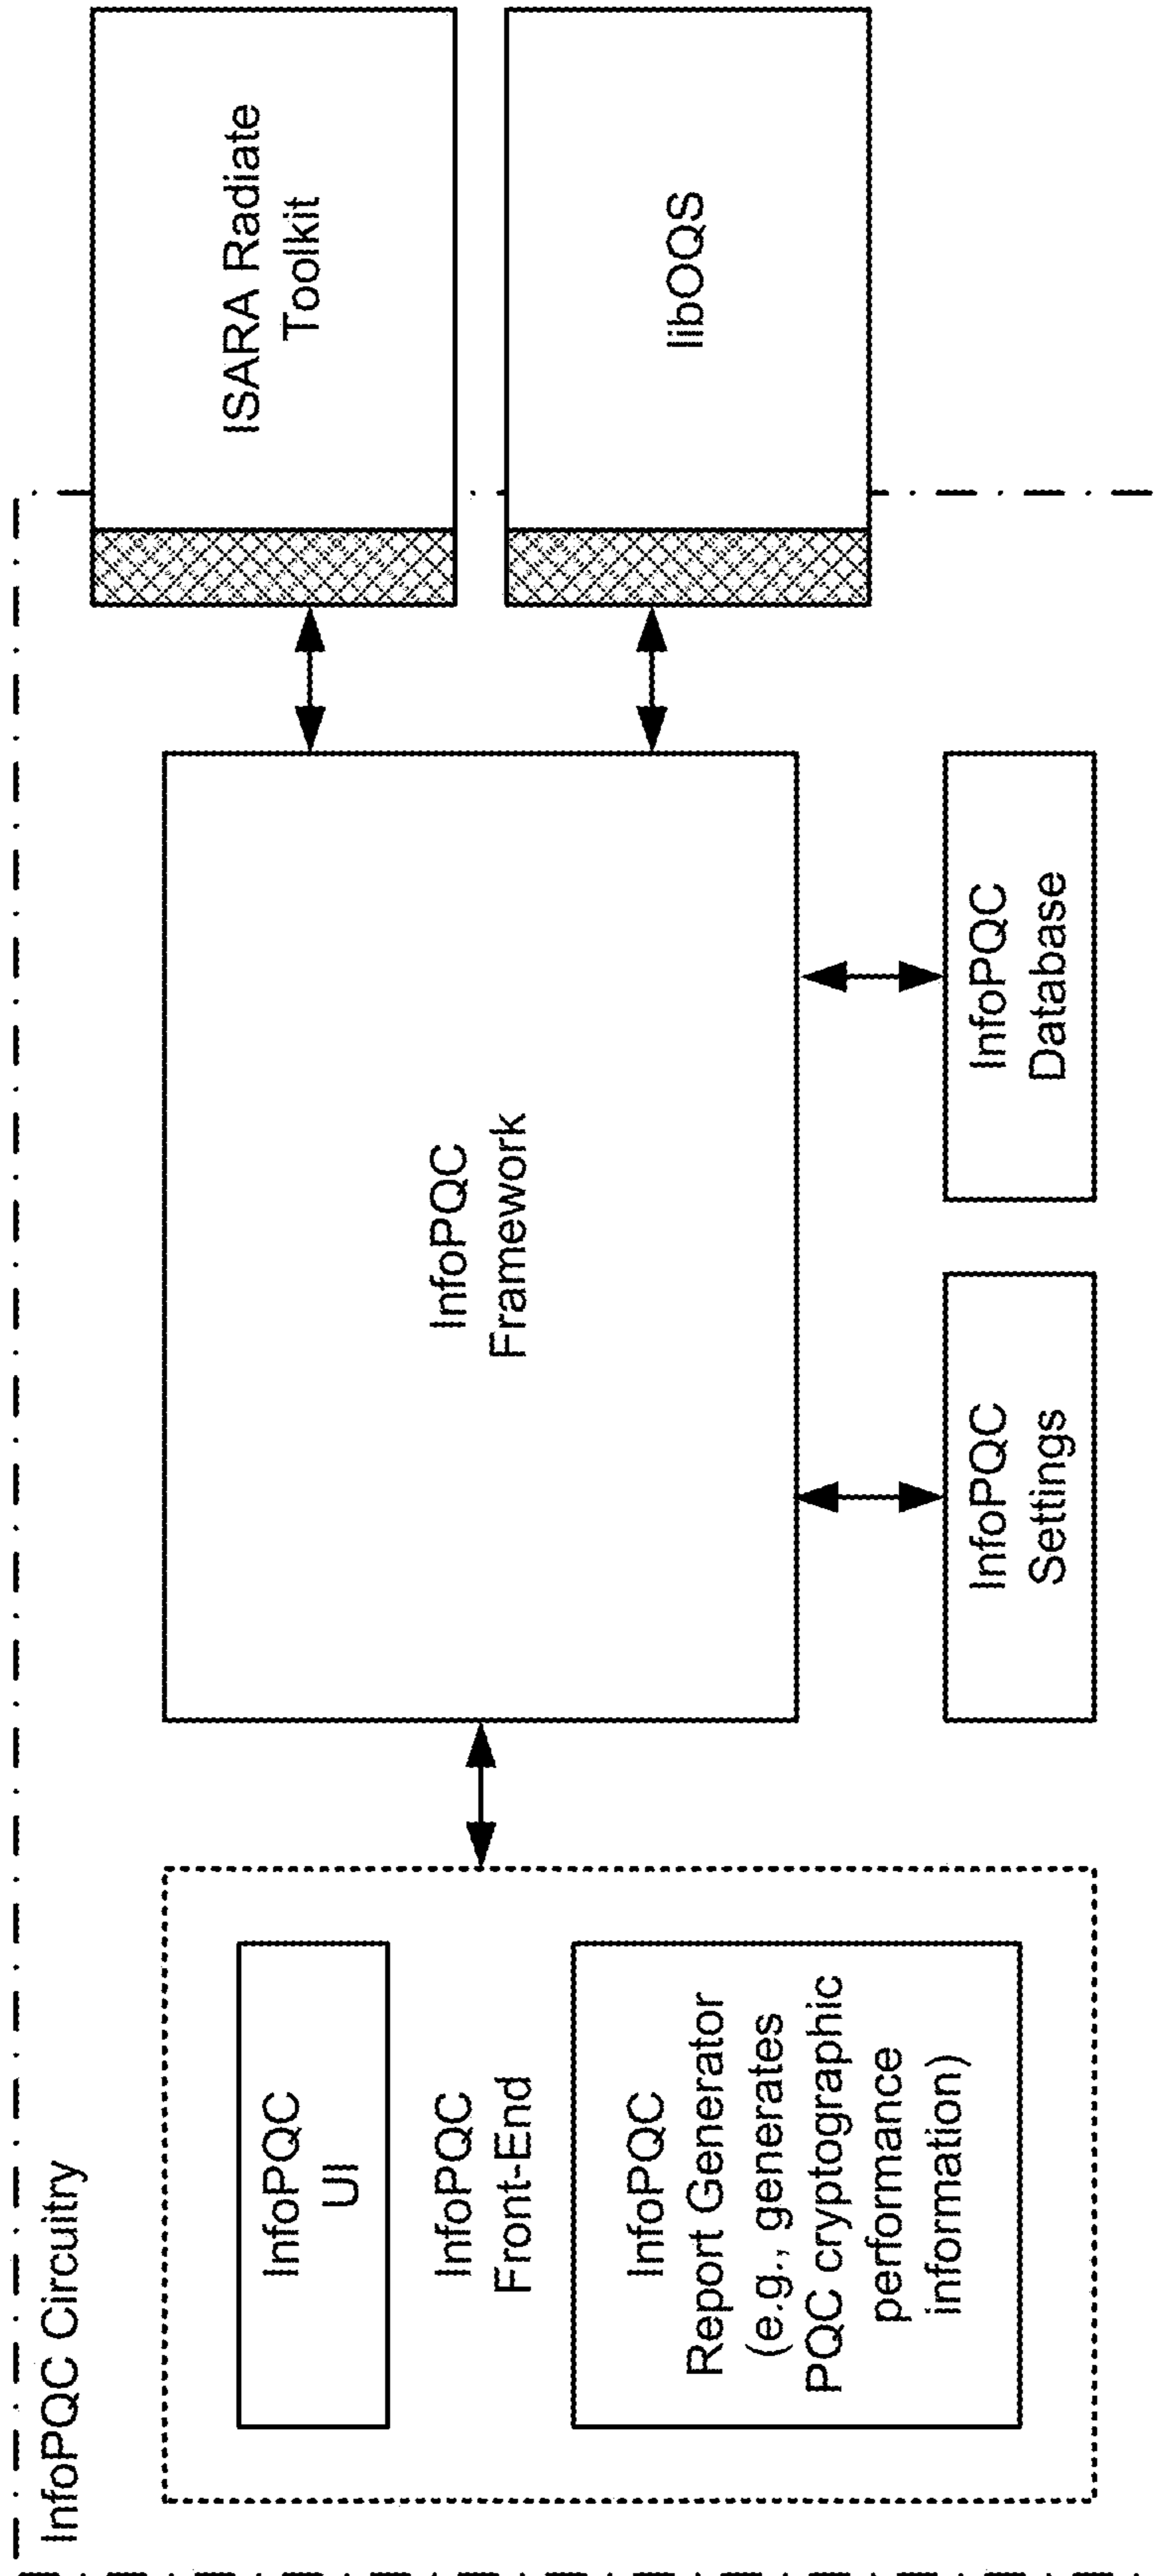 InfoPQC Circuitry
InfoPQC
UI
InfoPQC
Front-End
InfoPQC
Report Generator
(e.g., generates
PQC cryptographic
performance
information)
InfoPQC
Framework
InfoPQC
Settings
InfoPQC
Database
ISARA Radiate
Toolkit
libOQS